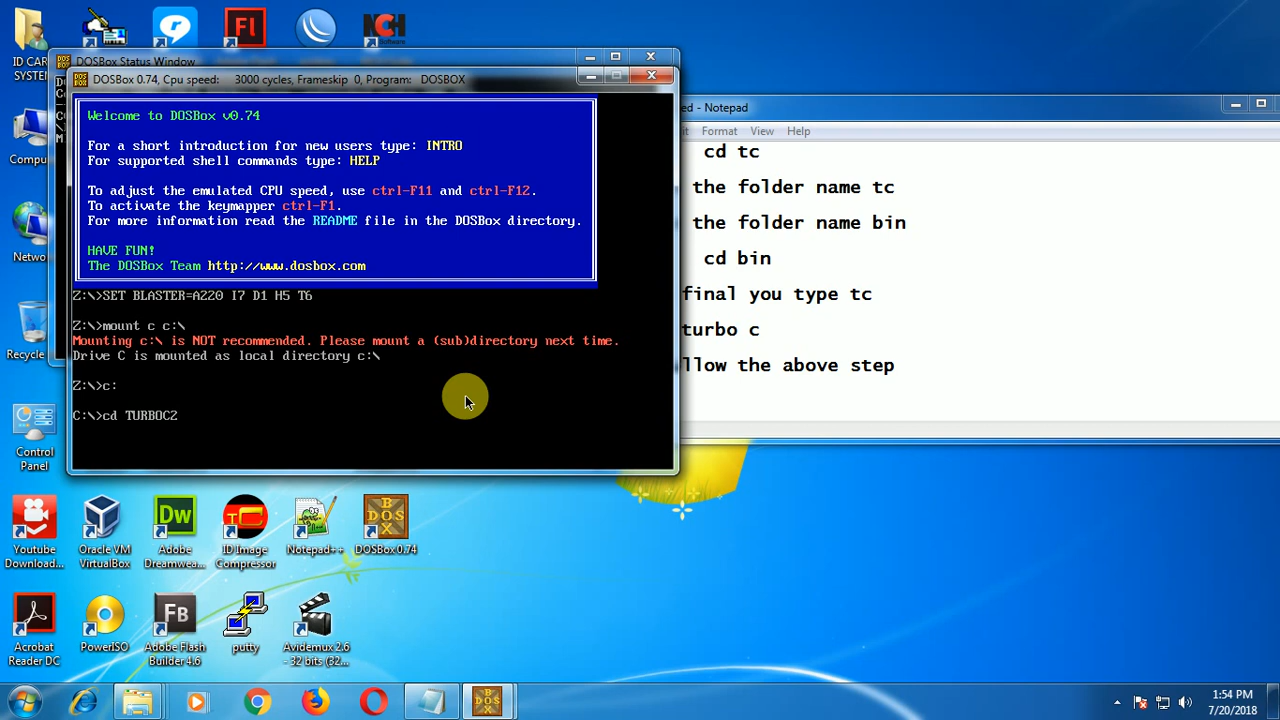 ID CAR
SYSTE
DOSBox Status Window
DOSBox 0.74, Cpu speed: 3000 cycles, Frameskip 0, Program: DOSBOX
Welcome to DOSBox v0.74
For a short introduction for new users type: INTRO
For supported shell commands type: HELP
To adjust the emulated CPU speed, use ctrl-F11 and ctrl-F12.
To activate the keymapper ctrl-F1.
For more information read the README file in the DOSBox directory.
HAVE FUN!
The DOSBox Team http://www.dosbox.com
Z:\>SET BLASTER=A220 I7 D1 H5 T6
Z:\>mount c c:\
Mounting c:\ is NOT recommended. Please mount a (sub)directory next time.
Drive C is mounted as local directory c:\
Z:\>c:
C:\>cd TURBOC2
ed - Notepad
it Format View Help
cd tc
the folder name tc
the folder name bin
cd bin
final you type tc
turbo c
llow the above step
Compu
Netwo
Recycle
Control
Panel
Youtube
Download...
Oracle VM
VirtualBox
Adobe
Dreamwea...
ID Image
Compressor
Notepad++
DOSBox 0.74
Acrobat
Reader DC
PowerISO
Adobe Flash
Builder 4.6
putty
Avidemux 2.6
- 32 bits (32...
1:54 PM
7/20/2018